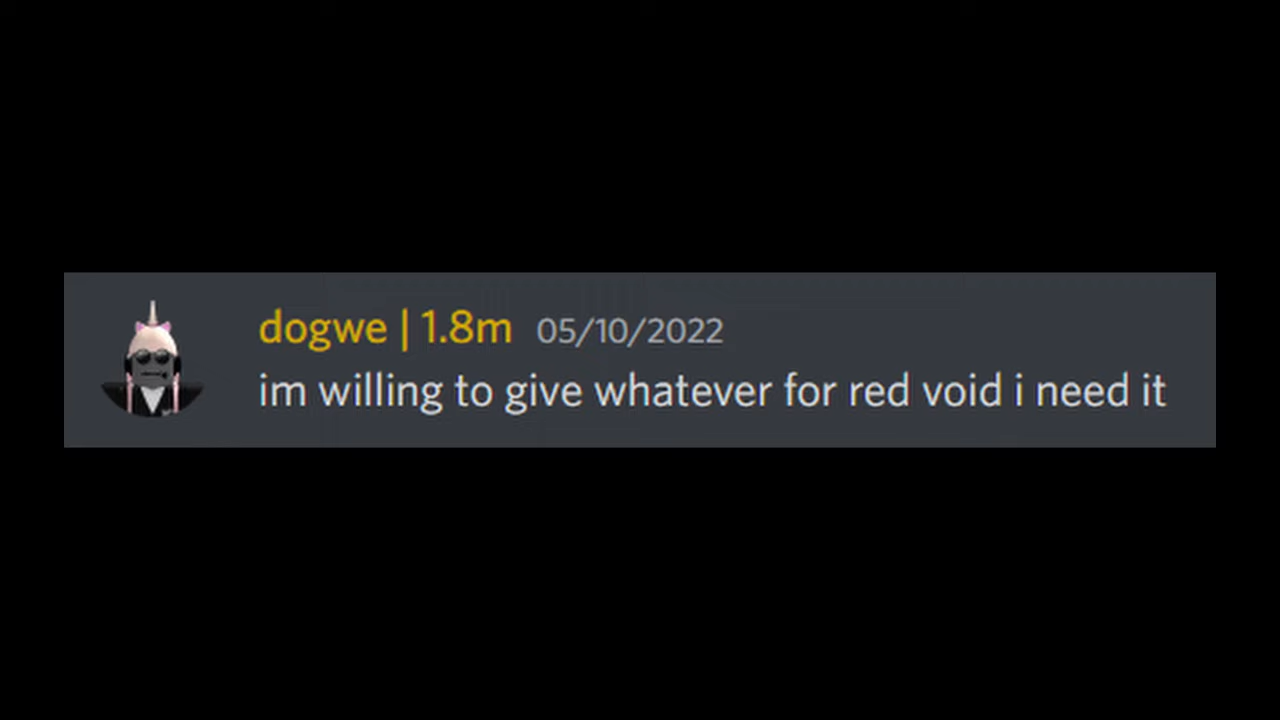 dogwe | 1.8m 05/10/2022
im willing to give whatever for red void i need it